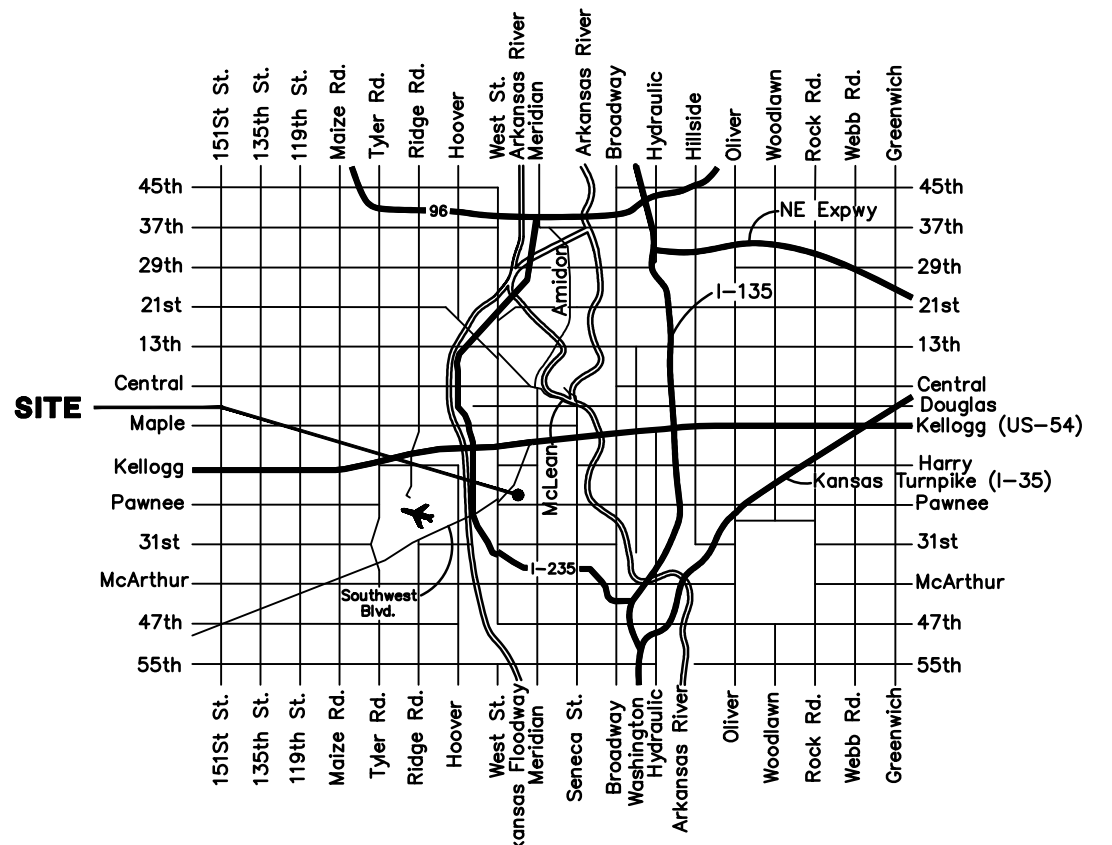 151St St.
135th St.
119th St.
Maize Rd.
Tyler Rd.
Ridge Rd.
Hoover
West St.
Arkansas River
Meridian
Arkansas River
Broadway
Hydraulic
Hillside
Oliver
Woodlawn
Rock Rd.
Webb Rd.
Greenwich
45th
37th
29th
21st
13th
Central
SITE
Maple
Kellogg
Pawnee
31st
McArthur
47th
55th
96
Amidon
NE Expwy
I-135
McLean
I-235
Southwest
Blvd.
45th
37th
29th
21st
13th
Central
Douglas
Kellogg (US-54)
Harry
Kansas Turnpike (I-35)
Pawnee
31st
McArthur
47th
55th
151St St.
135th St.
119th St.
Maize Rd.
Tyler Rd.
Ridge Rd.
Hoover
West St.
kansas Floodway
Meridian
Seneca St.
Broadway
Washington
Hydraulic
Arkansas River
Oliver
Woodlawn
Rock Rd.
Webb Rd.
Greenwich